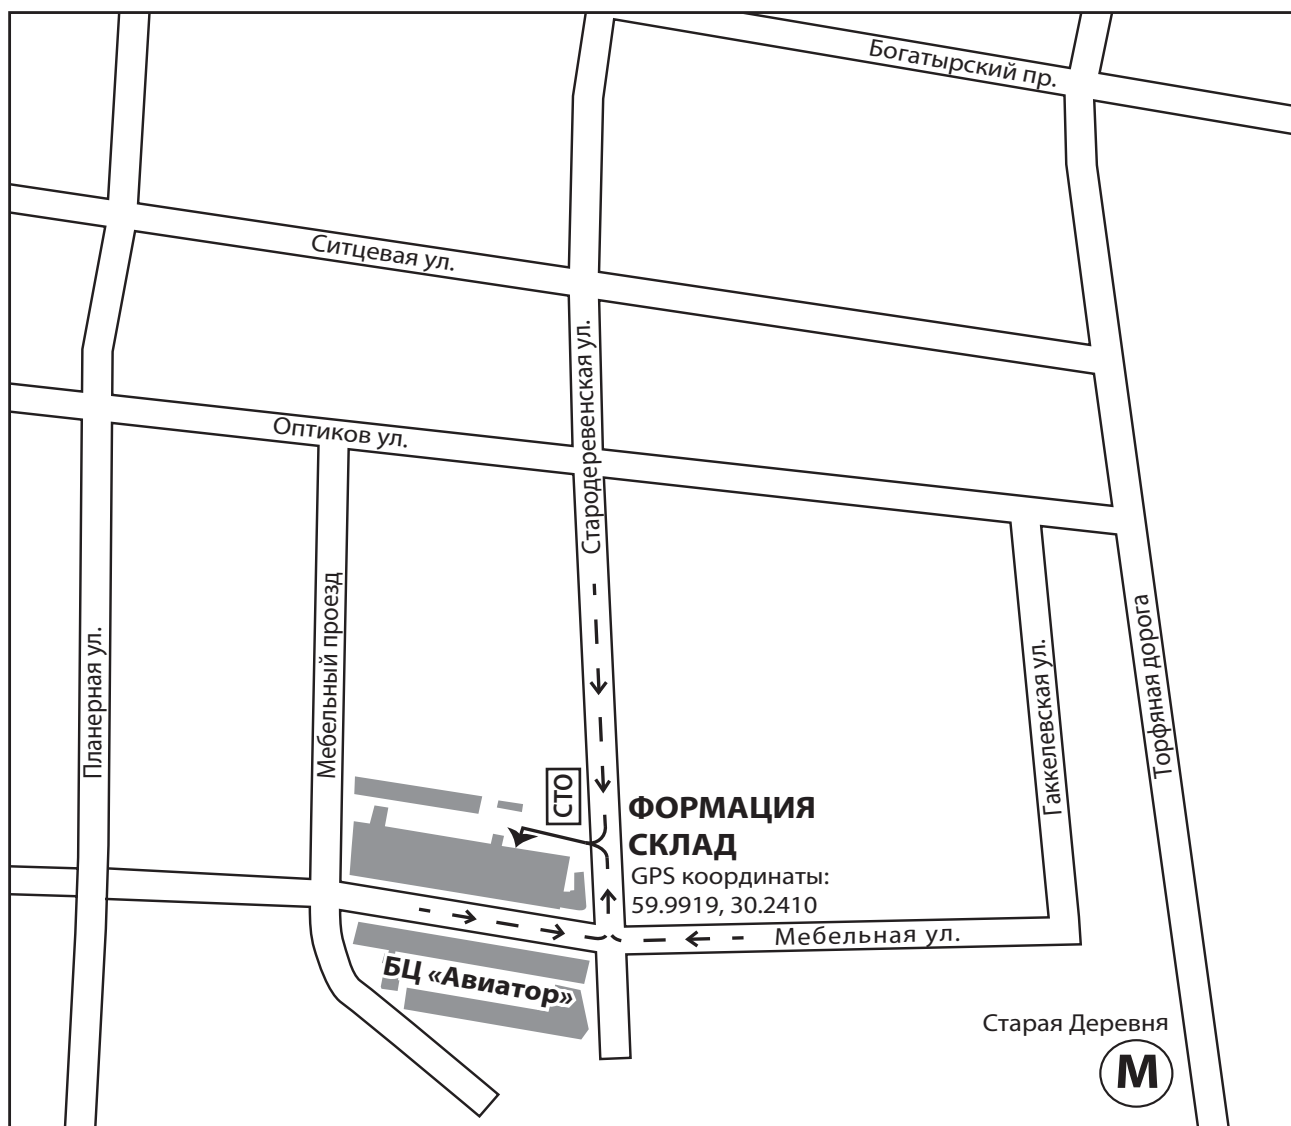 Богатырский пр.
Ситцевая ул.
Стародеревенская ул.
Оптиков ул.
Мебельный проезд
Планерная ул.
Гаккелевская ул.
Торфяная дорога
СТО
ФОРМАЦИЯ
СКЛАД
GPS координаты:
59.9919, 30.2410
Мебельная ул.
БЦ «Авиатор»
Старая Деревня
М